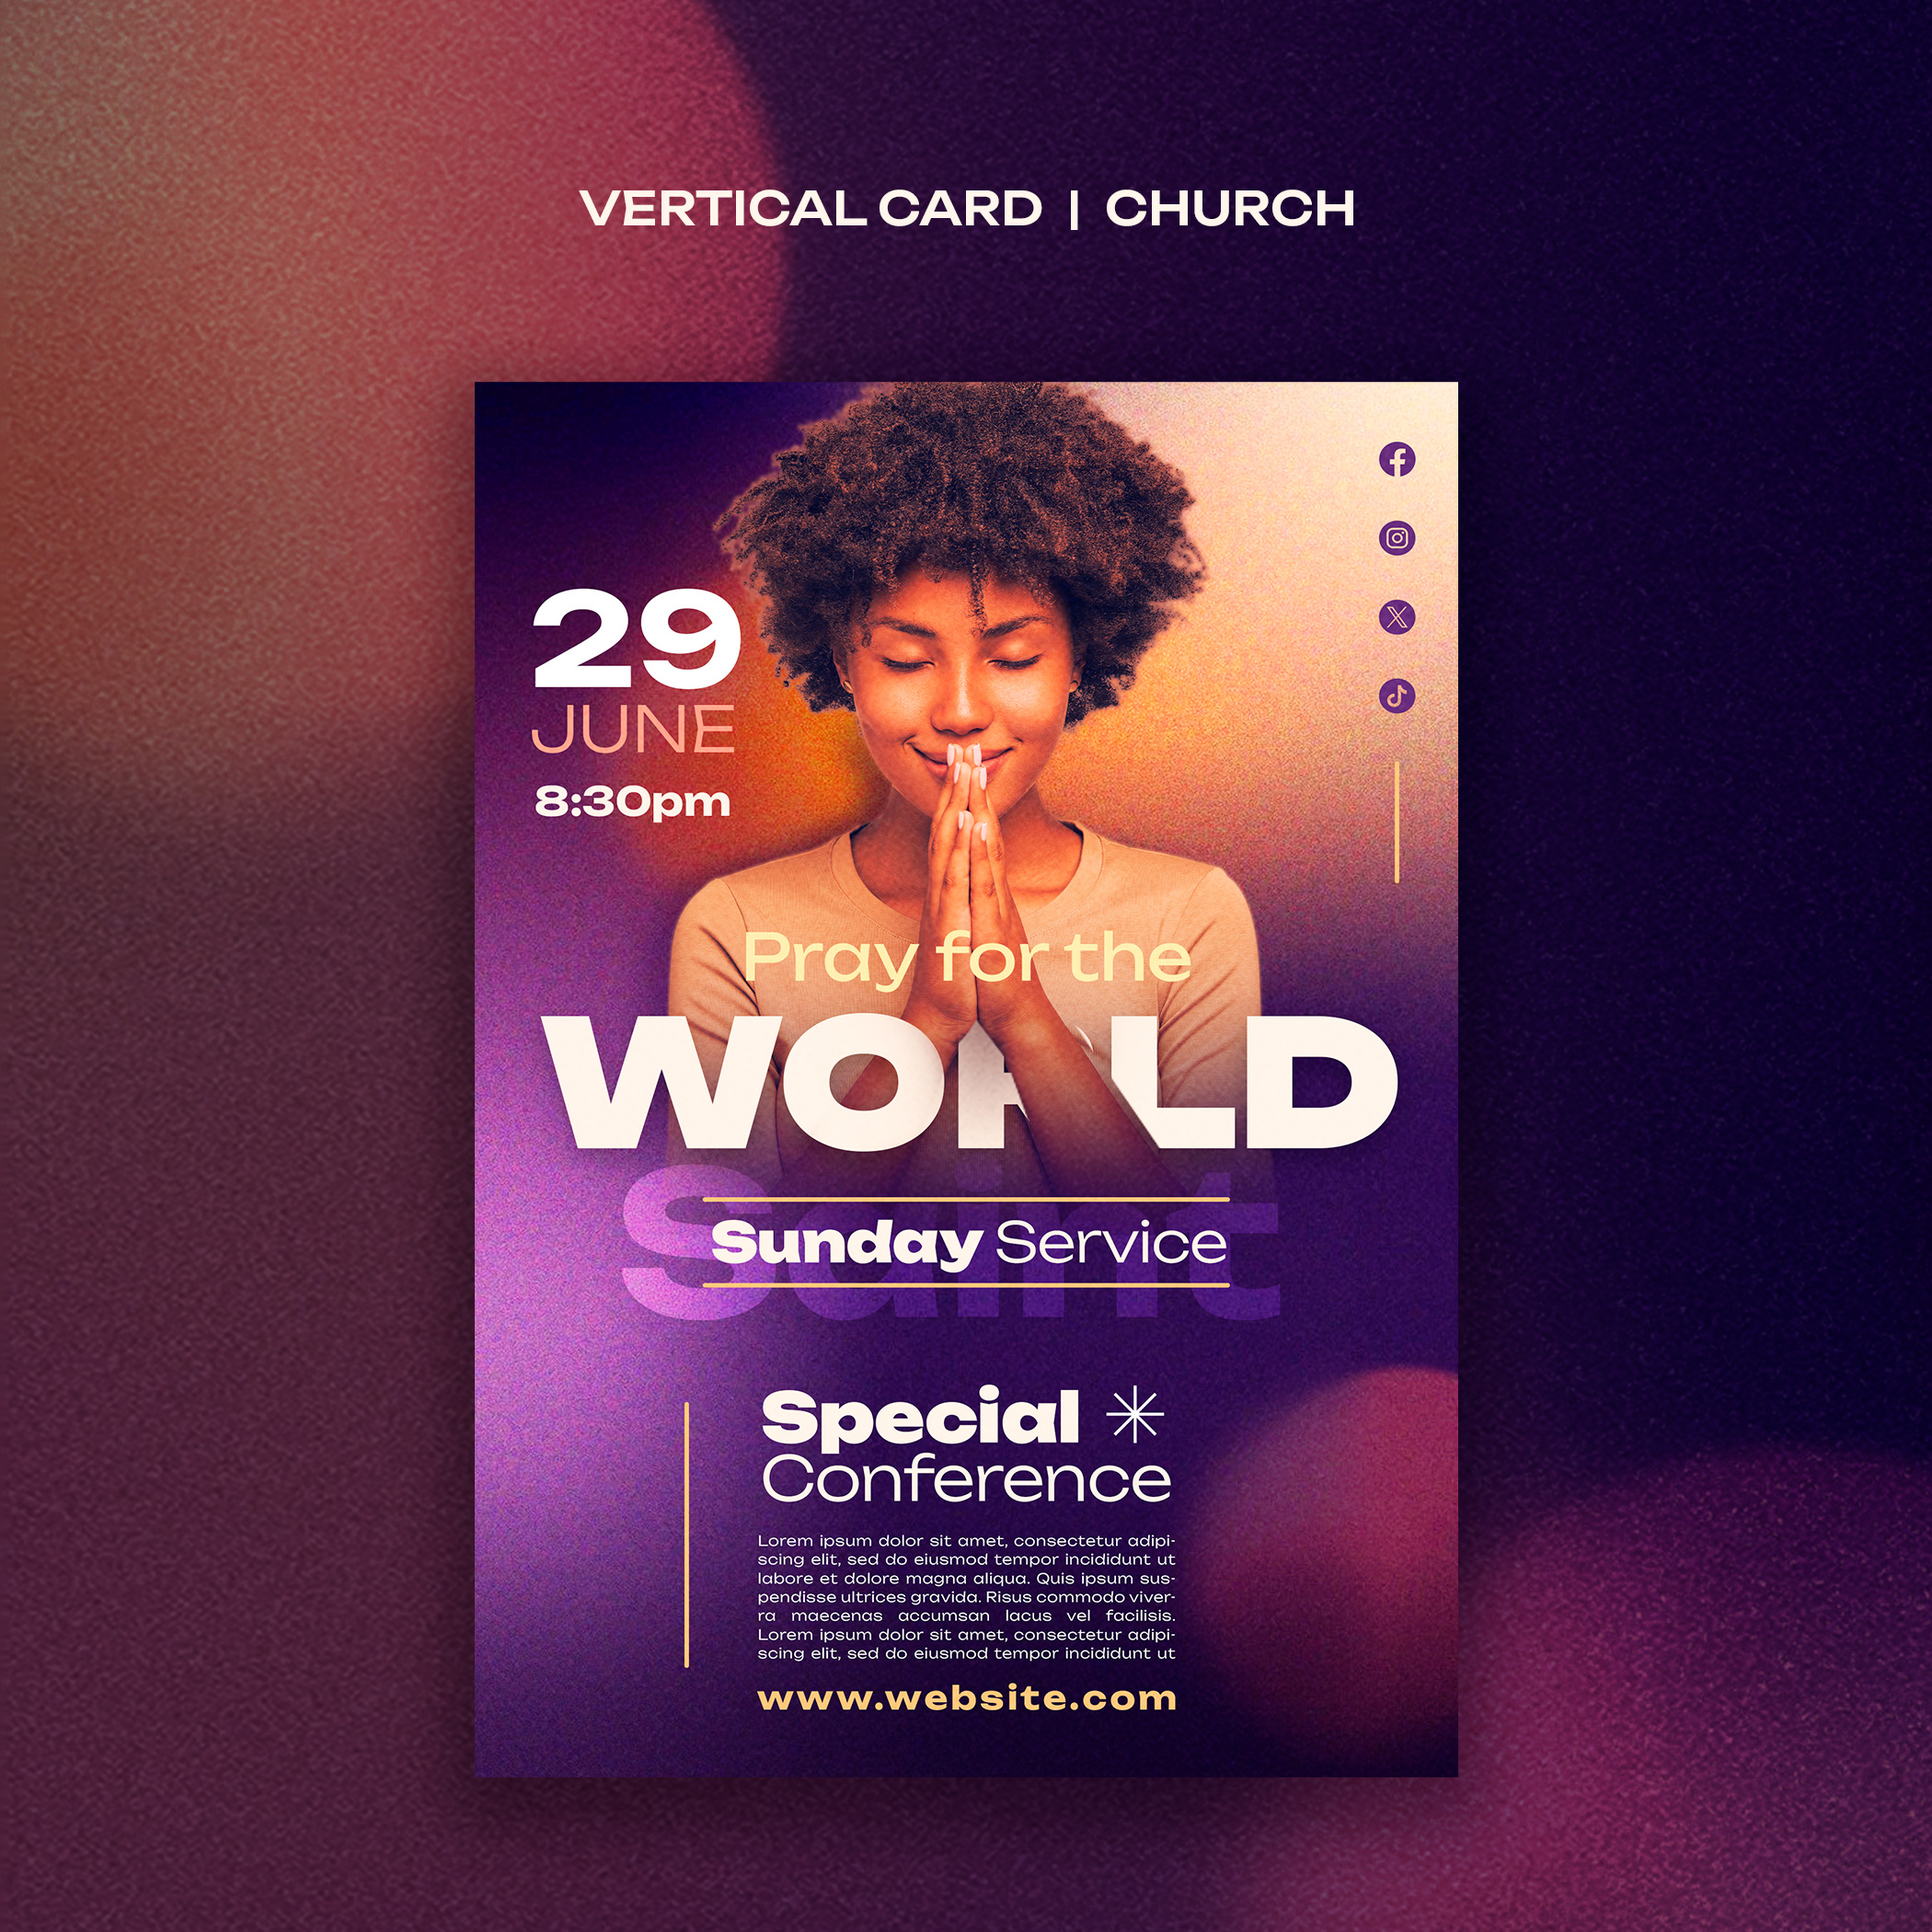 VERTICAL CARD | CHURCH
29
JUNE
8:30pm
Pray for the
WORLD
Saint
Sunday Service
Special
Conference
Lorem ipsum dolor sit amet, consectetur adipi-
scing elit, sed do eiusmod tempor incididunt ut
labore et dolore magna aliqua. Quis ipsum sus-
pendisse ultrices gravida. Risus commodo viver-
ra maecenas accumsan lacus vel facilisis.
Lorem ipsum dolor sit amet, consectetur adipi-
scing elit, sed do eiusmod tempor incididunt ut
www.website.com